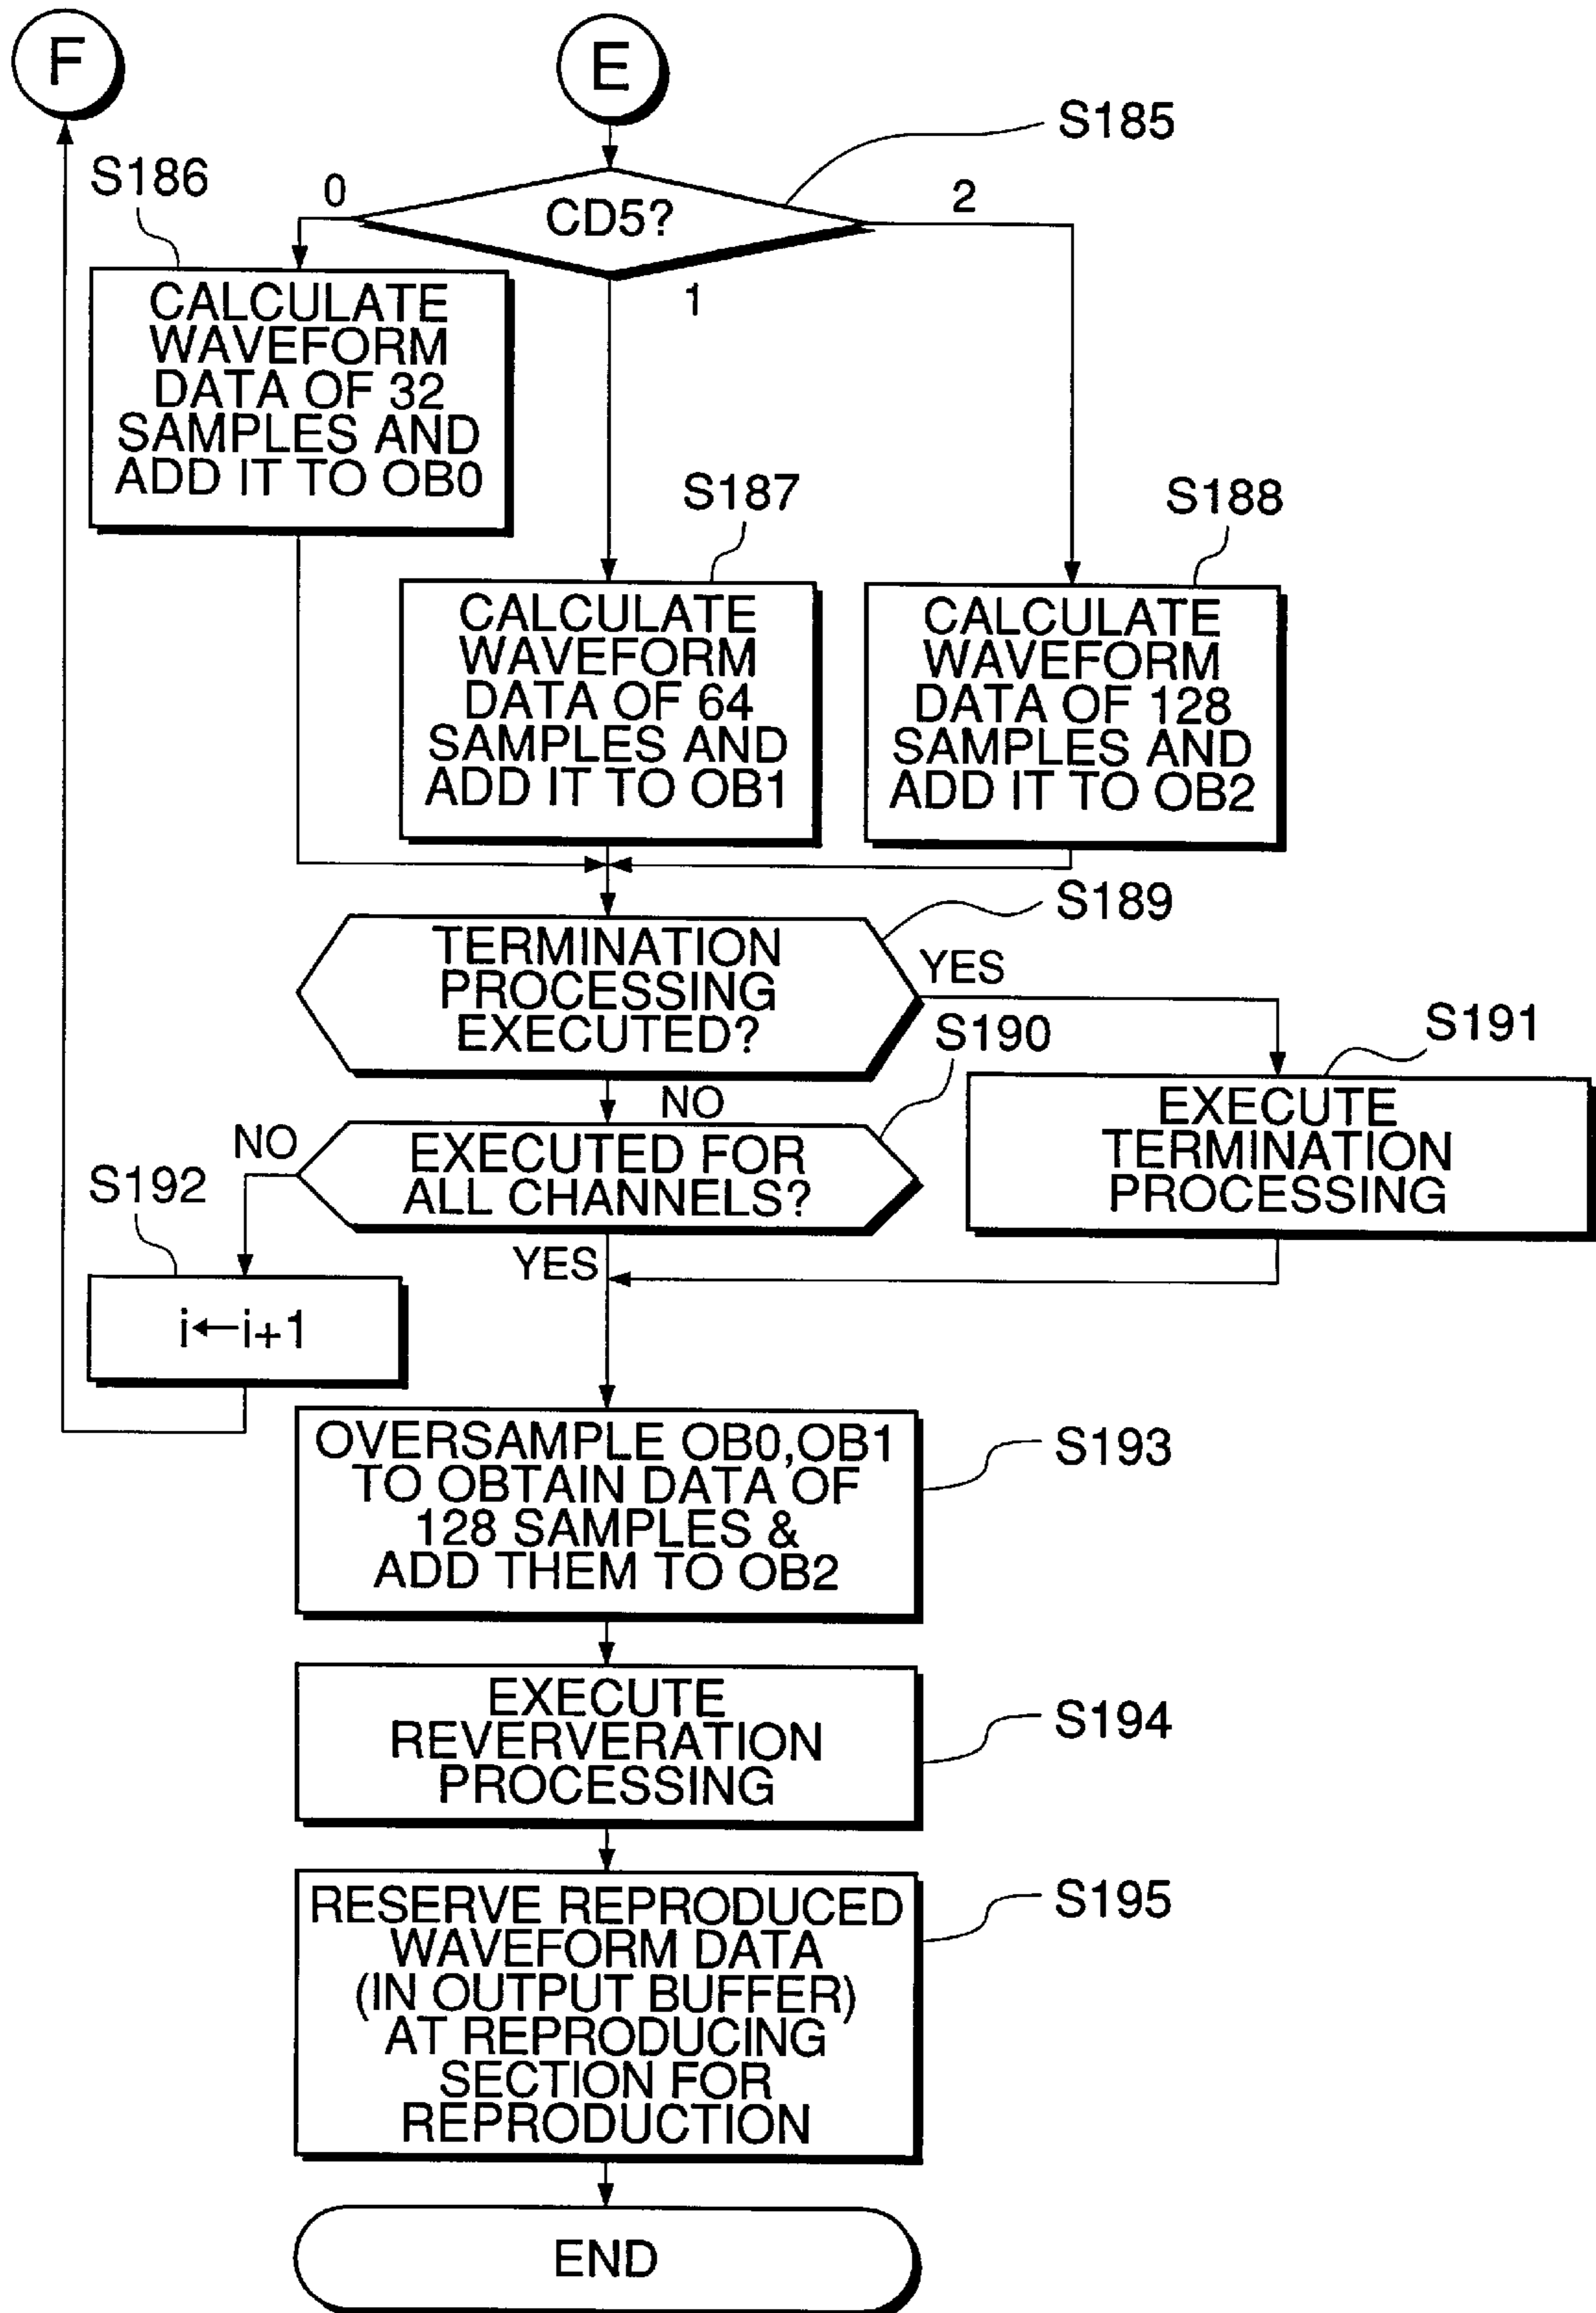 F
E
S185
S186
0
CD5?
2
1
CALCULATE
WAVEFORM
DATA OF 32
SAMPLES AND
ADD IT TO OB0
S187
S188
CALCULATE
WAVEFORM
DATA OF 64
SAMPLES AND
ADD IT TO OB1
CALCULATE
WAVEFORM
DATA OF 128
SAMPLES AND
ADD IT TO OB2
S189
TERMINATION
PROCESSING
EXECUTED?
YES
S190
S191
NO
EXECUTE
TERMINATION
PROCESSING
NO
EXECUTED FOR
ALL CHANNELS?
S192
YES
i←i+1
OVERSAMPLE OB0,OB1
TO OBTAIN DATA OF
128 SAMPLES &
ADD THEM TO OB2
S193
EXECUTE
REVERVERATION
PROCESSING
S194
RESERVE REPRODUCED
WAVEFORM DATA
(IN OUTPUT BUFFER)
AT REPRODUCING
SECTION FOR
REPRODUCTION
S195
END